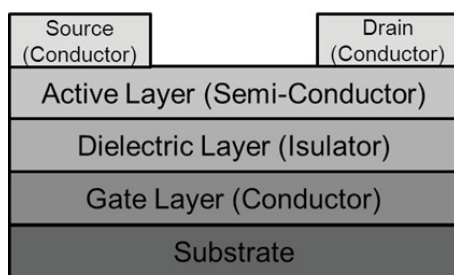 Source
(Conductor)
Drain
(Conductor)
Active Layer (Semi-Conductor)
Dielectric Layer (Isulator)
Gate Layer (Conductor)
Substrate